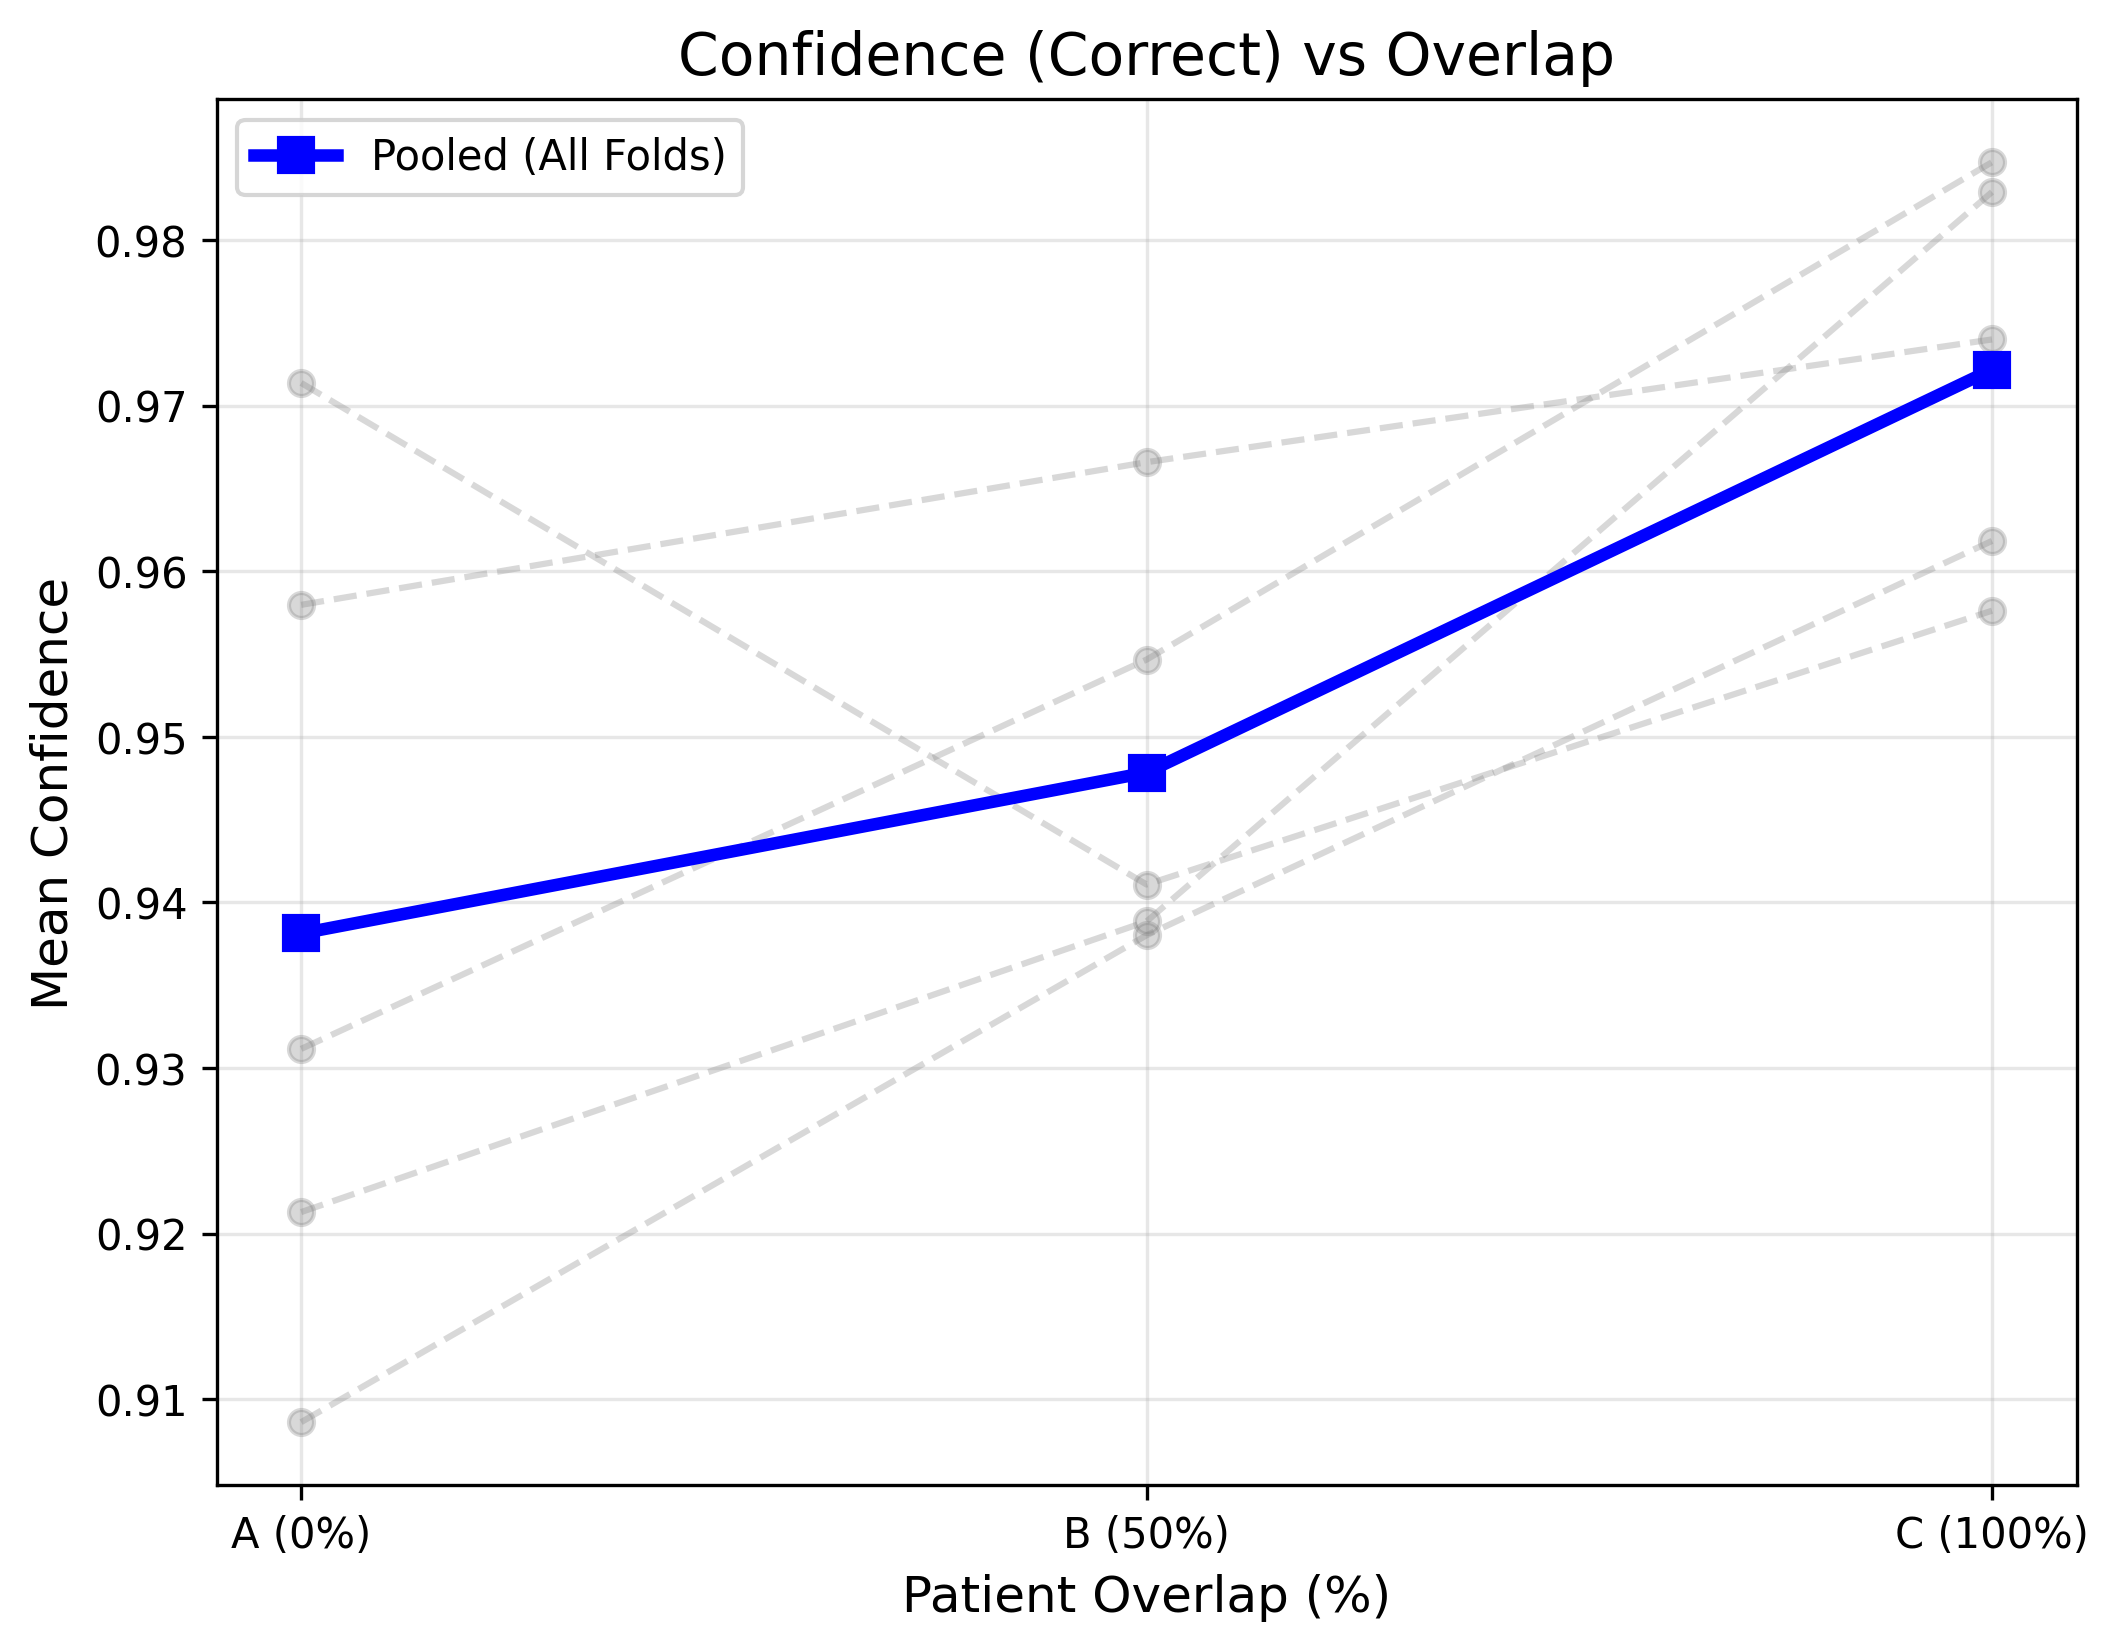 Confidence (Correct) vs Overlap
Pooled (All Folds)
0.98
0.97
0.96
0.95
0.94
0.93
0.92
0.91
Mean Confidence
A (0%) B (50%) C (100%)
Patient Overlap (%)